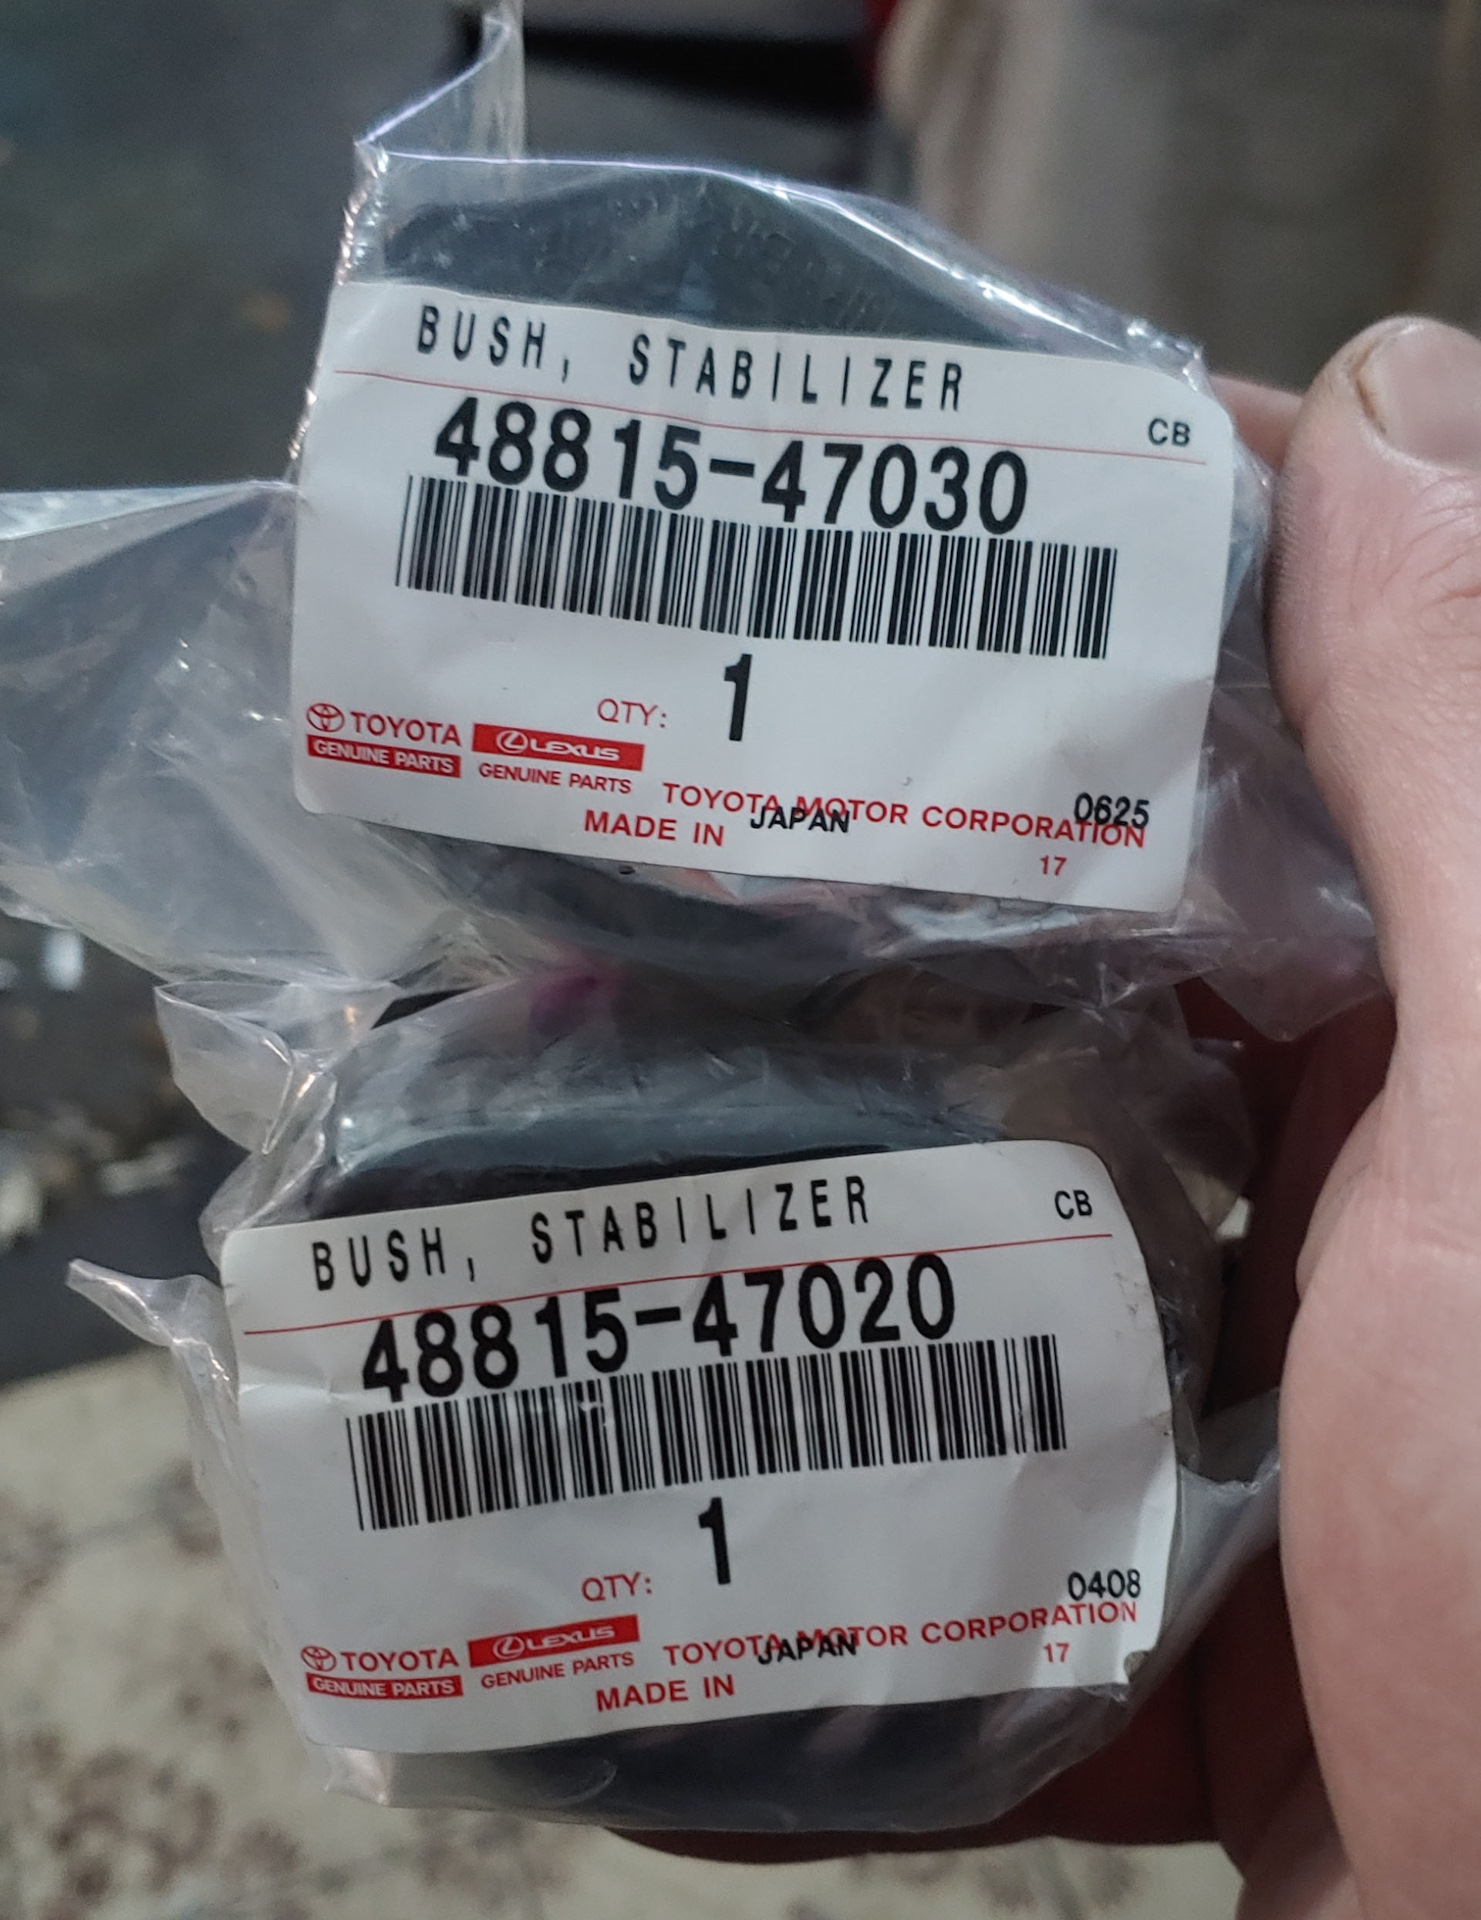 BUSH, STABILIZER
CB
48815-47030
QTY: 1
TOYOTA LEXUS
GENUINE PARTS GENUINE PARTS
TOYOTA MOTOR CORPORATION 0625
MADE IN JAPAN
17
BUSH, STABILIZER
CB
48815-47020
QTY: 1
0408
TOYOTA LEXUS TOYOTA MOTOR CORPORATION
GENUINE PARTS GENUINE PARTS
MADE IN JAPAN
17